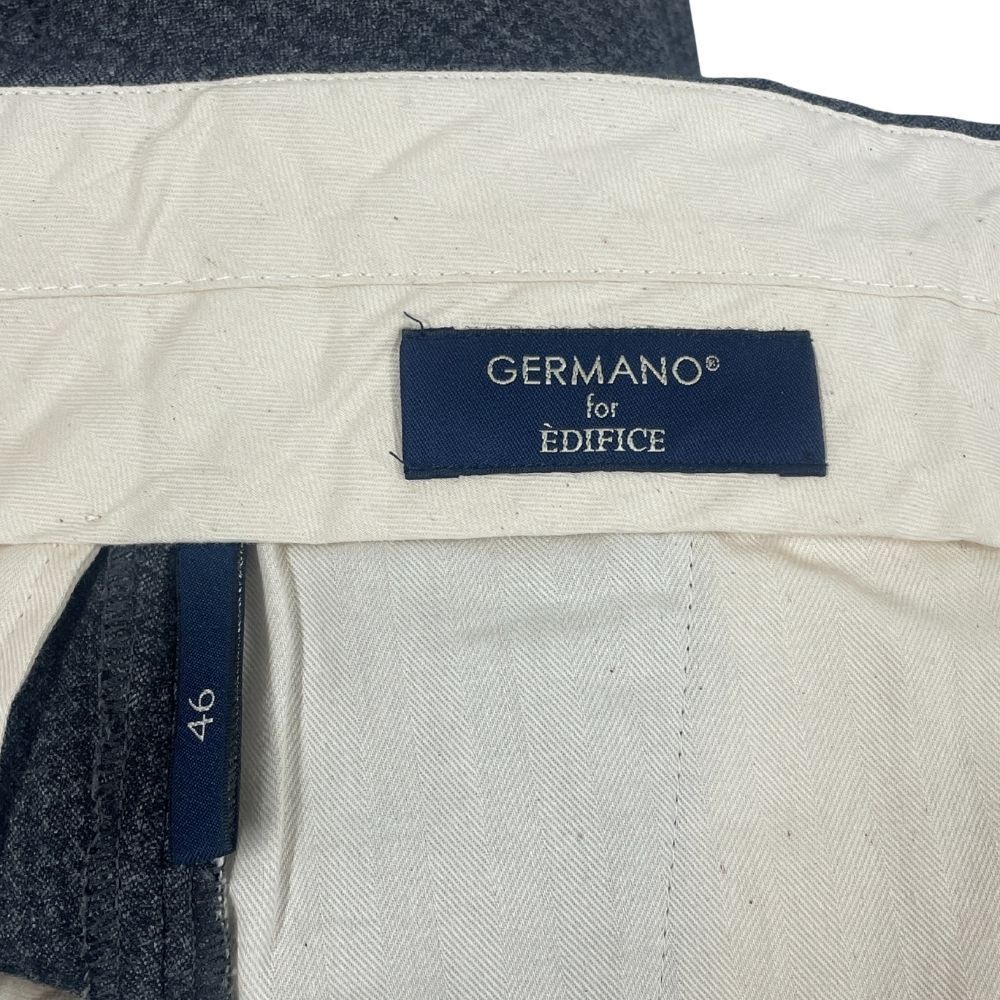 GERMANO®
for
ÈDIFICE
46